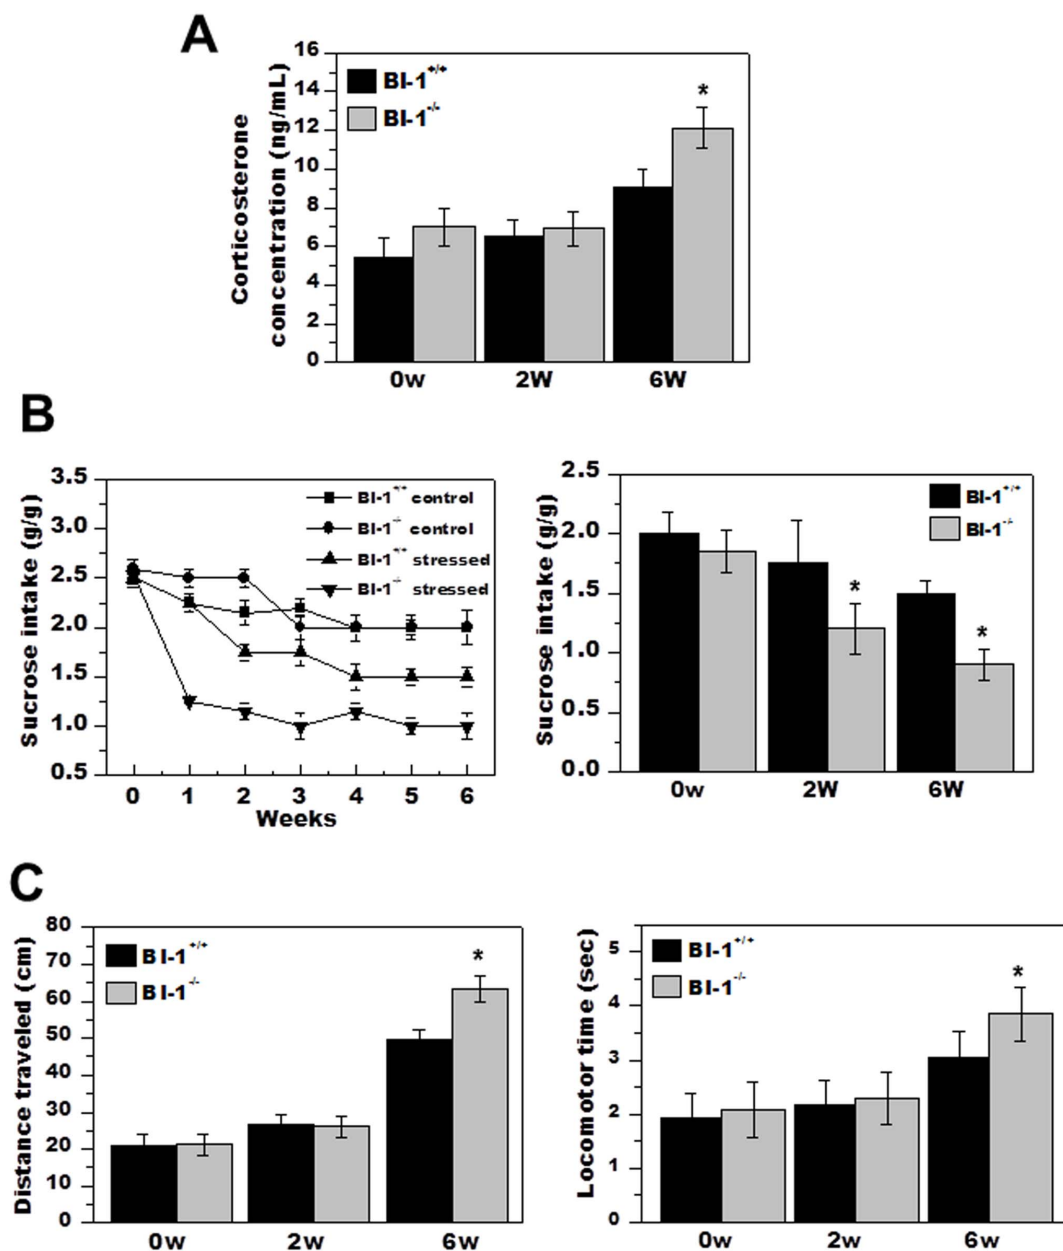 A
Corticosterone
concentration (ng/mL)
16
14
12
10
8
6
4
2
0
BI-1+/+
BI-1-/-
*
0w 2W 6W
B
Sucrose intake (g/g)
3.5
3.0
2.5
2.0
1.5
1.0
0.5
BI-1+/+ control
BI-1-/- control
BI-1+/+ stressed
BI-1-/- stressed
0 1 2 3 4 5 6
Weeks
Sucrose intake (g/g)
2.5
2.0
1.5
1.0
0.5
0.0
BI-1+/+
BI-1-/-
*
*
0w 2W 6W
C
Distance traveled (cm)
80
70
60
50
40
30
20
10
0
BI-1+/+
BI-1-/-
*
0w 2w 6w
Locomotor time (sec)
5
4
3
2
1
0
BI-1+/+
BI-1-/-
*
0w 2w 6w